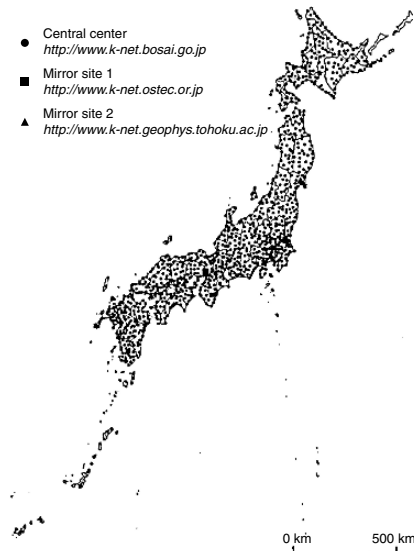 Central center
http://www.k-net.bosai.go.jp
Mirror site 1
http://www.k-net.ostec.or.jp
Mirror site 2
http://www.k-net.geophys.tohoku.ac.jp
0 km 500 km